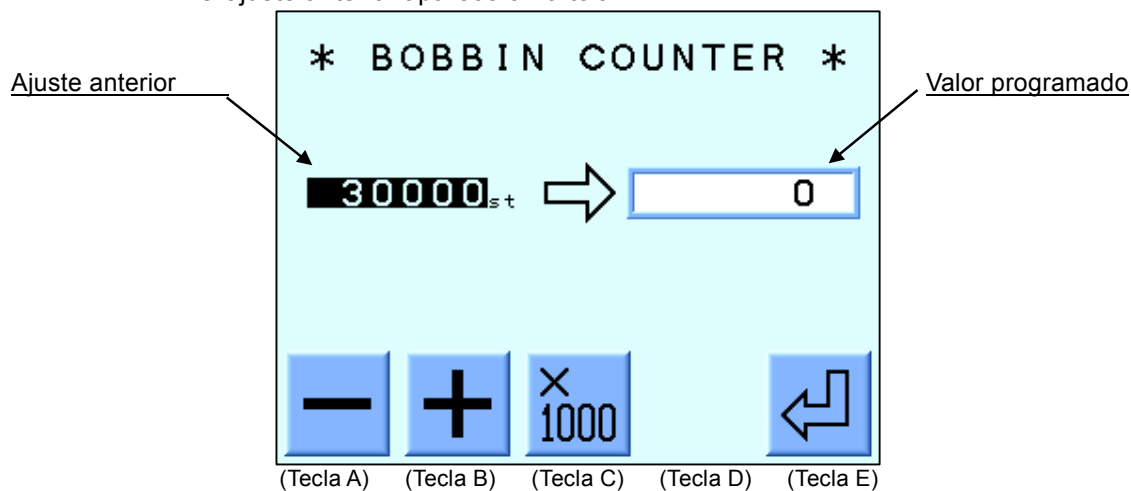 * BOBBIN COUNTER *
Ajuste anterior
Valor programado
30000st
0
×
1000
(Tecla A) (Tecla B) (Tecla C) (Tecla D) (Tecla E)